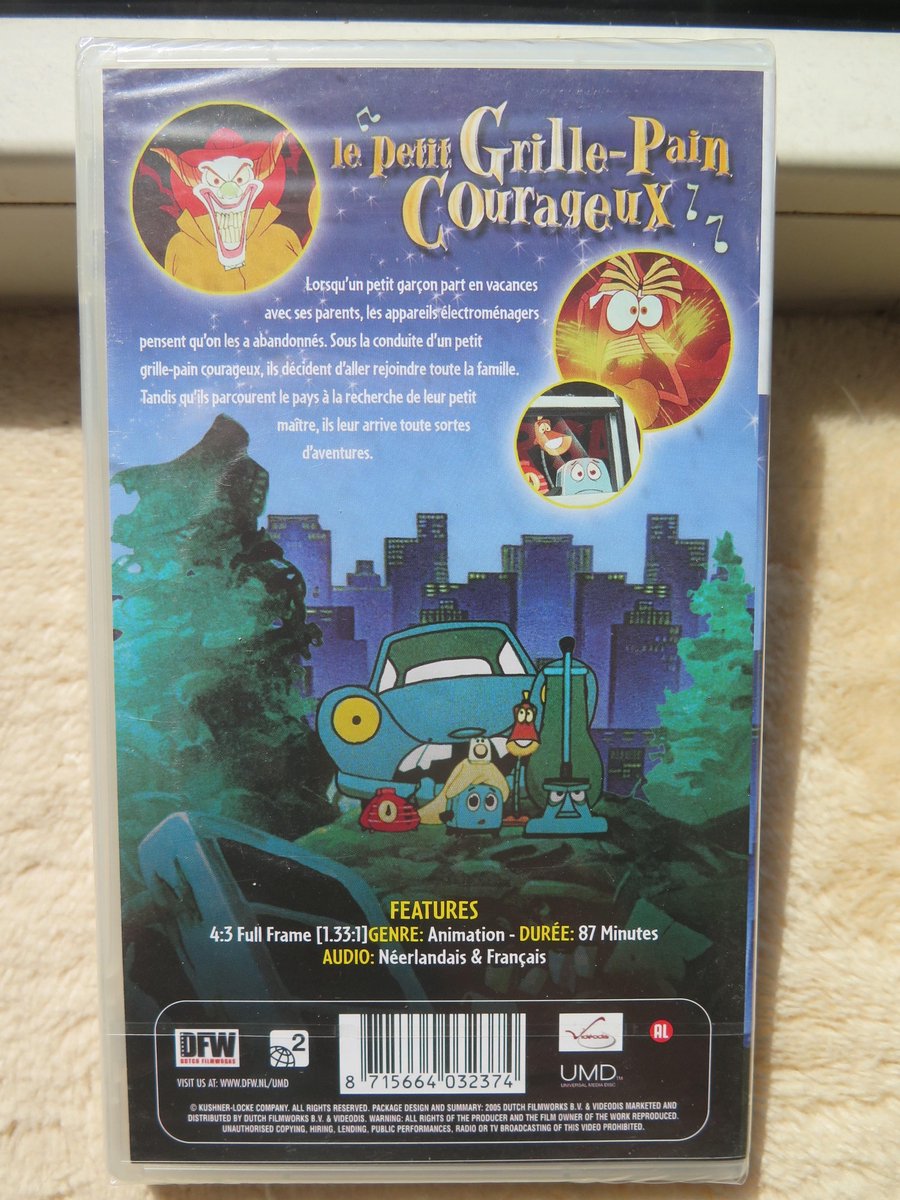 le petit Grille-Pain
Courageux
Lorsqu'un petit garçon part en vacances
avec ses parents, les appareils électroménagers
pensent qu'on les a abandonnés. Sous la conduite d'un petit
grille-pain courageux, ils décident d'aller rejoindre toute la famille.
Tandis qu'ils parcourent le pays à la recherche de leur petit
maître, ils leur arrive toute sortes
d'aventures.
FEATURES
4:3 Full Frame [1.33:1]GENRE: Animation - DURÉE: 87 Minutes
AUDIO: Néerlandais & Français
DFW
DUTCH FILMWORKS
2
VISIT US AT: WWW.DFW.NL/UMD
8 715664 032374
Videodis
UMD™
UNIVERSAL MEDIA DISC
AL
© KUSHNER-LOCKE COMPANY. ALL RIGHTS RESERVED. PACKAGE DESIGN AND SUMMARY: 2005 DUTCH FILMWORKS B.V. & VIDEODIS MARKETED AND
DISTRIBUTED BY DUTCH FILMWORKS B.V. & VIDEODIS. WARNING: ALL RIGHTS OF THE PRODUCER AND THE FILM OWNER OF THE WORK REPRODUCED.
UNAUTHORISED COPYING, HIRING, LENDING, PUBLIC PERFORMANCES, RADIO OR TV BROADCASTING OF THIS VIDEO PROHIBITED.